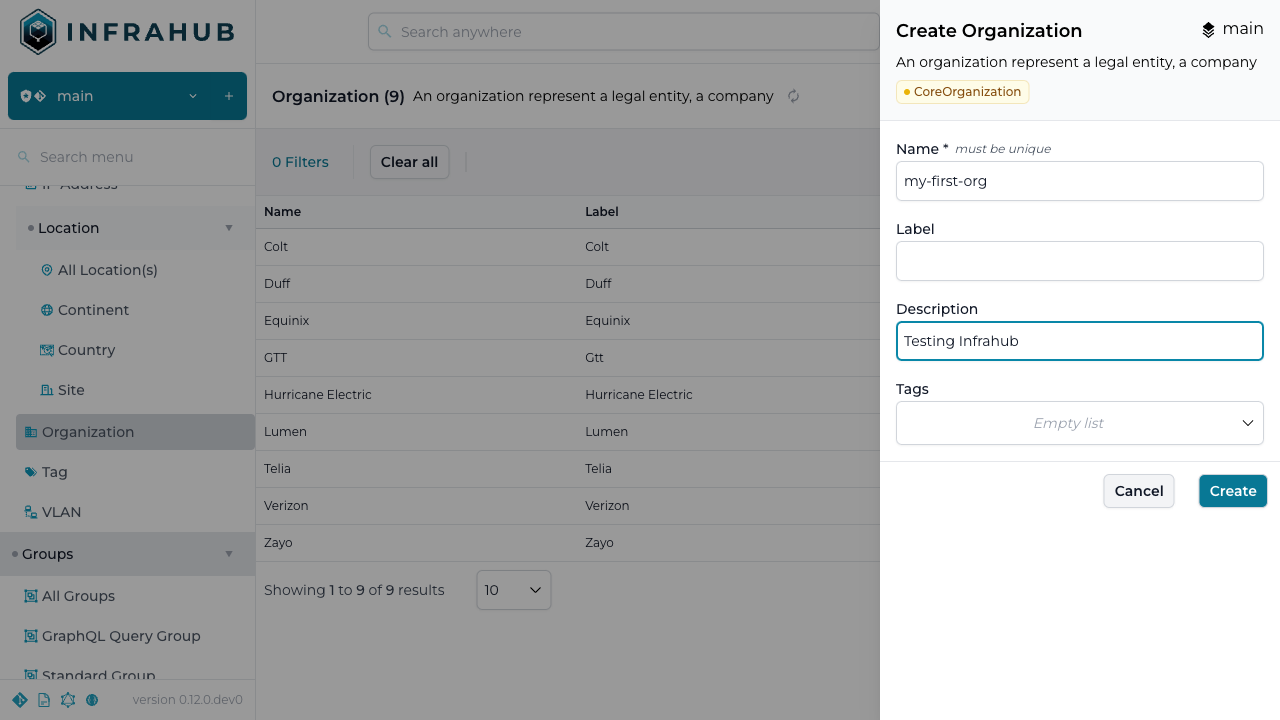 INFRAHUB
main
Search menu
IP Address
Location
All Location(s)
Continent
Country
Site
Organization
Tag
VLAN
Groups
All Groups
GraphQL Query Group
Standard Group
version 0.12.0.dev0
Search anywhere
Organization (9) An organization represent a legal entity, a company
0 Filters Clear all
Name Label
Colt Colt
Duff Duff
Equinix Equinix
GTT Gtt
Hurricane Electric Hurricane Electric
Lumen Lumen
Telia Telia
Verizon Verizon
Zayo Zayo
Showing 1 to 9 of 9 results 10
Create Organization main
An organization represent a legal entity, a company
CoreOrganization
Name * must be unique
my-first-org
Label
Description
Testing Infrahub
Tags
Empty list
Cancel Create